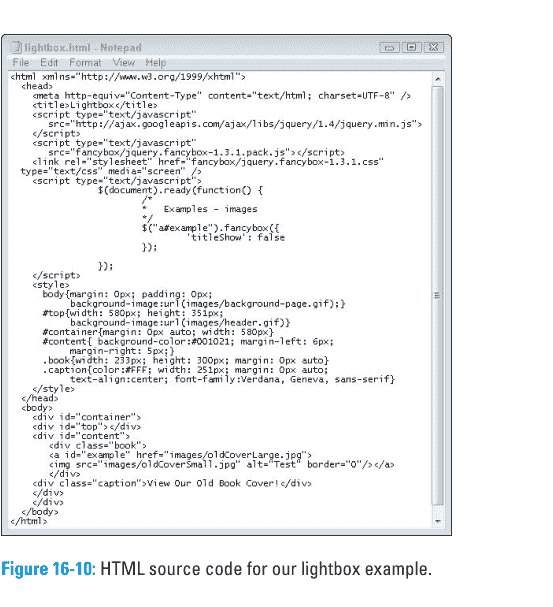 lightbox.html - Notepad
File Edit Format View Help
<html xmlns="http://www.w3.org/1999/xhtml">
<head>
<meta http-equiv="Content-Type" content="text/html; charset=UTF-8" />
<title>Lightbox</title>
<script type="text/javascript"
src="http://ajax.googleapis.com/ajax/libs/jquery/1.4/jquery.min.js">
</script>
<script type="text/javascript"
src="fancybox/jquery.fancybox-1.3.1.pack.js"></script>
<link rel="stylesheet" href="fancybox/jquery.fancybox-1.3.1.css"
type="text/css" media="screen" />
<script type="text/javascript">
$(document).ready(function() {
/*
* Examples - images
*/
$("a#example").fancybox({
'titleShow': false
});
});
</script>
<style>
body{margin: 0px; padding: 0px;
background-image:url(images/background-page.gif);}
#top{width: 580px; height: 351px;
background-image:url(images/header.gif)}
#container{margin: 0px auto; width: 580px}
#content{ background-color:#001021; margin-left: 6px;
margin-right: 5px;}
.book{width: 233px; height: 300px; margin: 0px auto}
.caption{color:#FFF; width: 251px; margin: 0px auto;
text-align:center; font-family:Verdana, Geneva, sans-serif}
</style>
</head>
<body>
<div id="container">
<div id="top"></div>
<div id="content">
<div class="book">
<a id="example" href="images/oldCoverLarge.jpg">
<img src="images/oldCoverSmall.jpg" alt="Test" border="0"/></a>
</div>
<div class="caption">View Our Old Book Cover!</div>
</div>
</div>
</body>
</html>
Figure 16-10: HTML source code for our lightbox example.